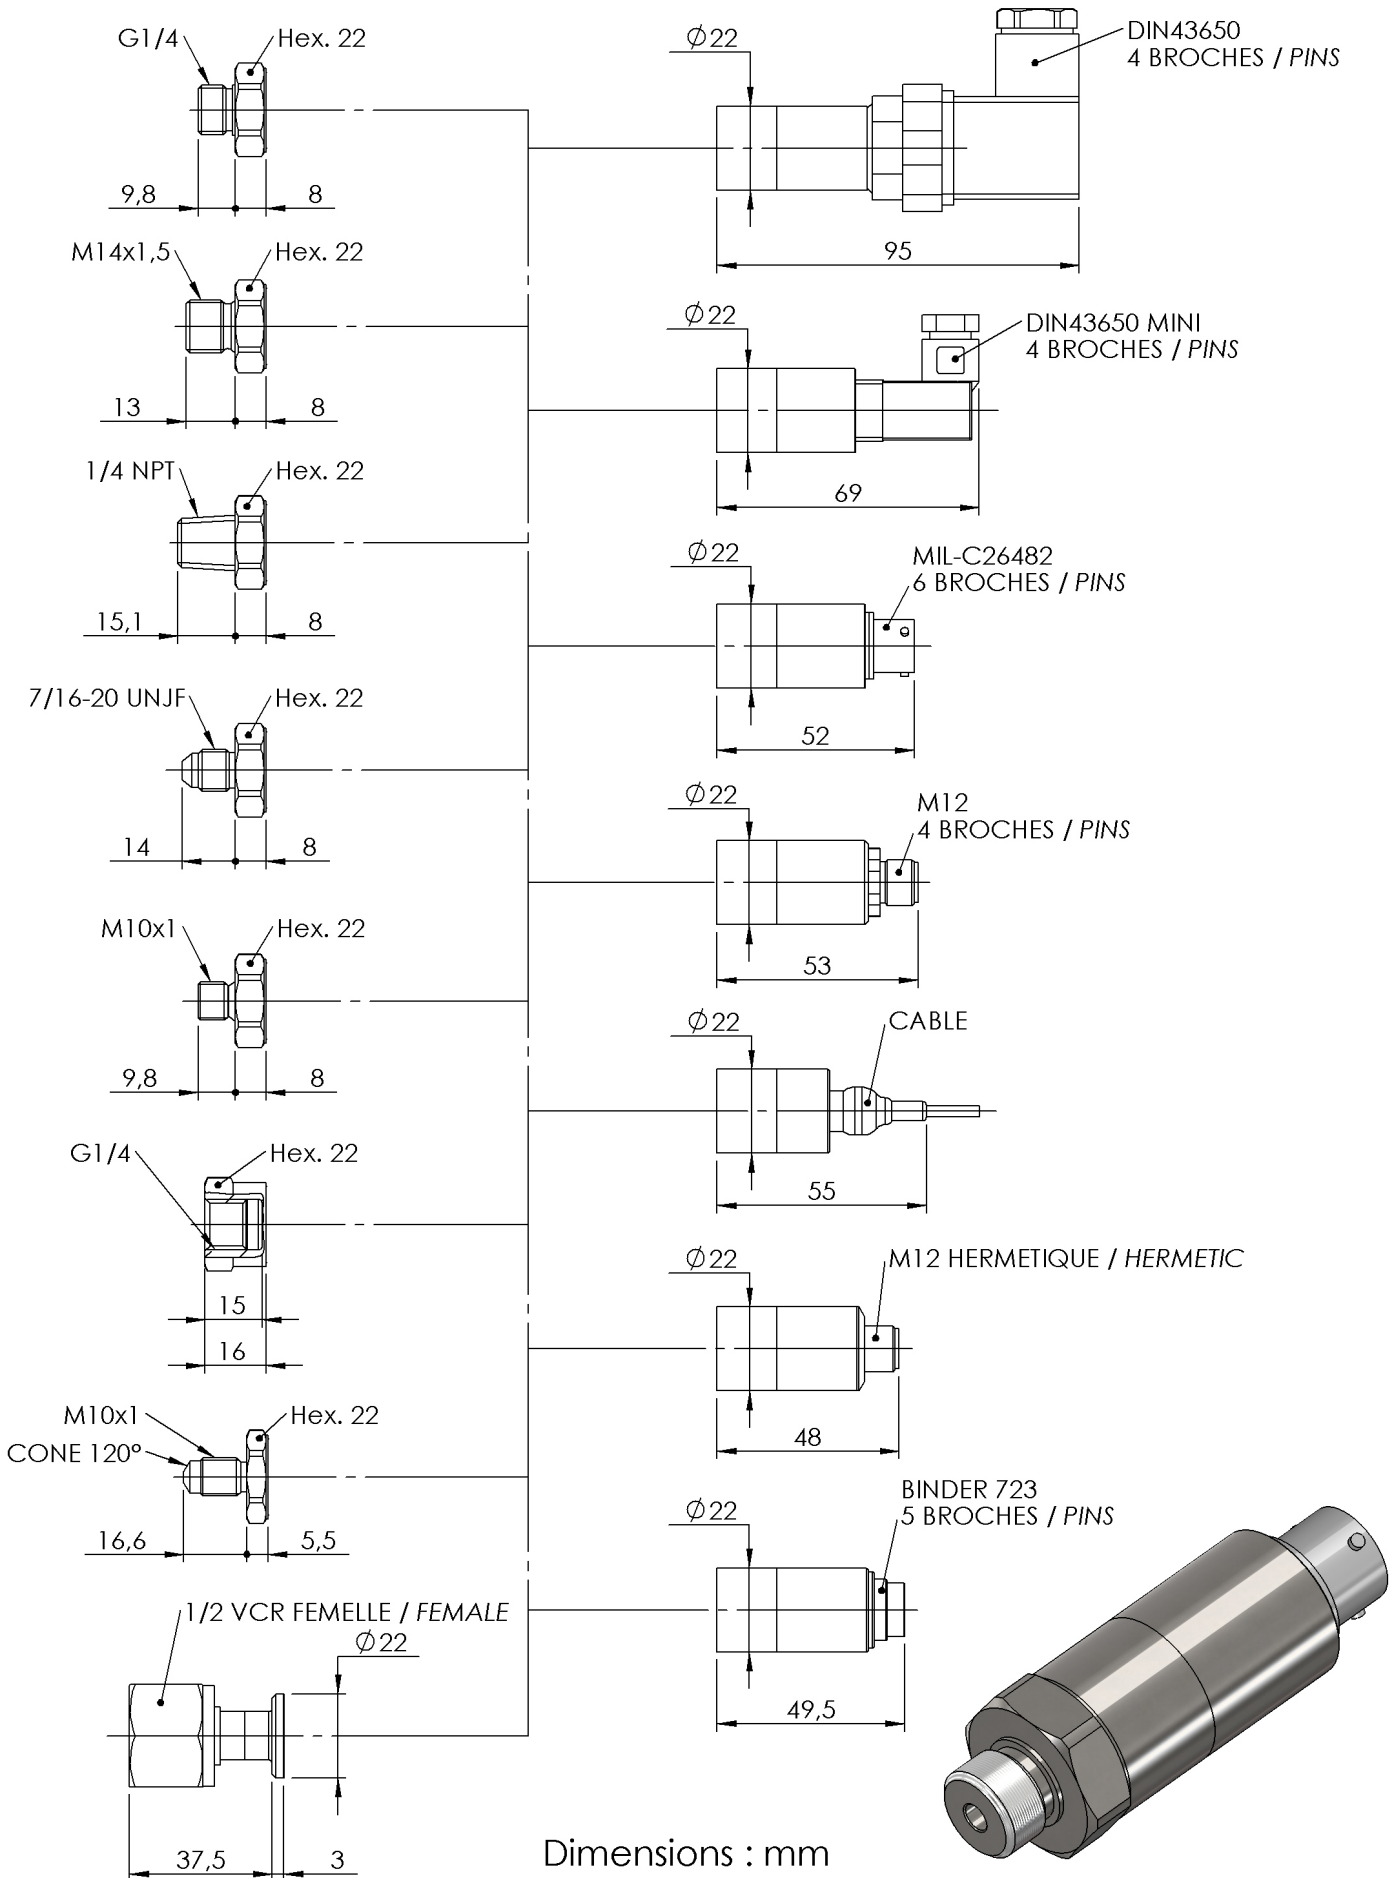 G1/4
Hex. 22
9,8
8
M14x1,5
Hex. 22
13
8
1/4 NPT
Hex. 22
15,1
8
7/16-20 UNJF
Hex. 22
14
8
M10x1
Hex. 22
9,8
8
G1/4
Hex. 22
15
16
M10x1
Hex. 22
CONE 120°
16,6
5,5
1/2 VCR FEMELLE / FEMALE
Ø22
37,5
3
Ø22
DIN43650
4 BROCHES / PINS
95
Ø22
DIN43650 MINI
4 BROCHES / PINS
69
Ø22
MIL-C26482
6 BROCHES / PINS
52
Ø22
M12
4 BROCHES / PINS
53
Ø22
CABLE
55
Ø22
M12 HERMETIQUE / HERMETIC
48
Ø22
BINDER 723
5 BROCHES / PINS
49,5
Dimensions : mm